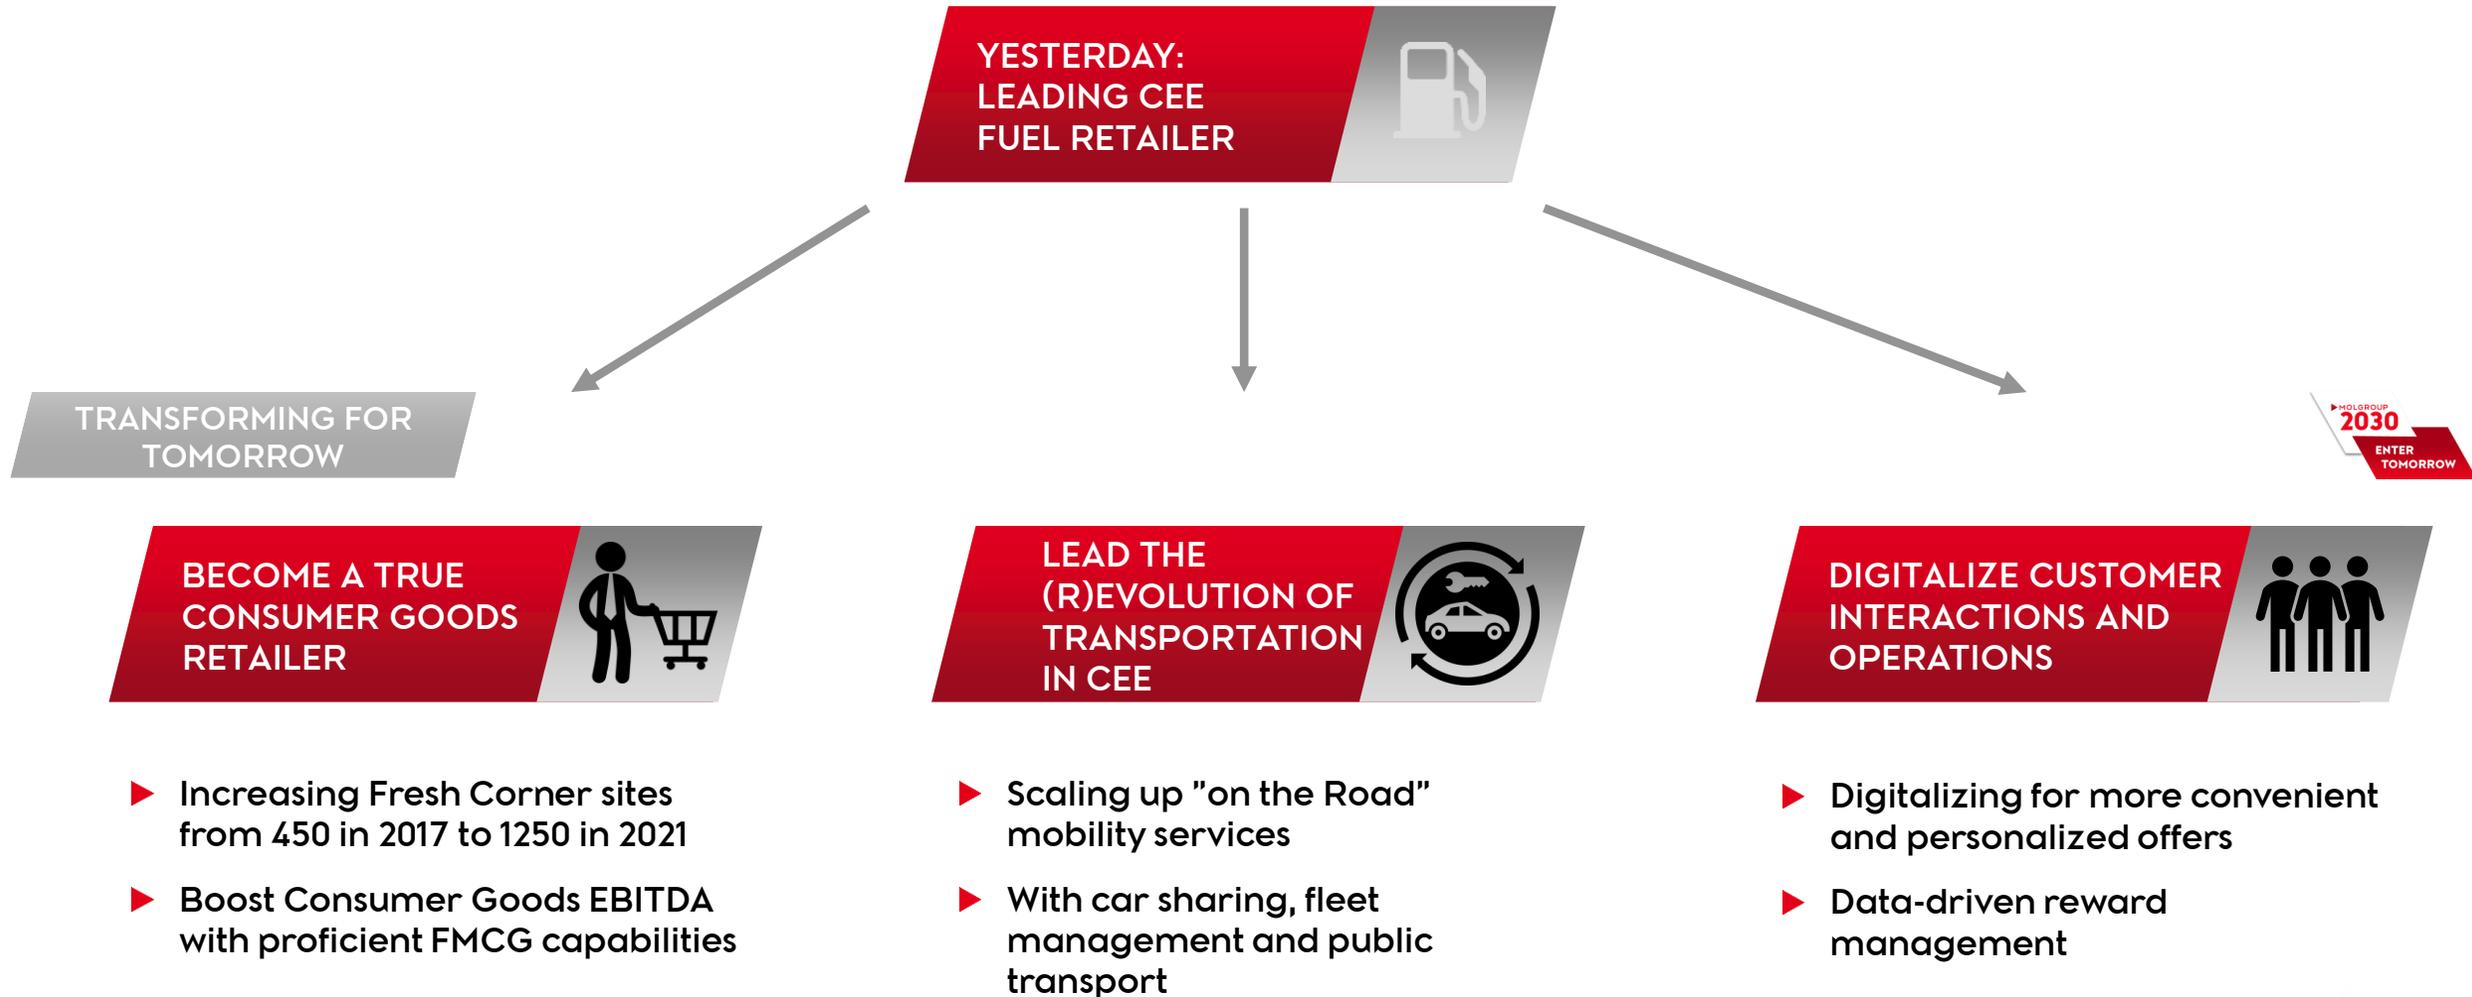 YESTERDAY:
LEADING CEE
FUEL RETAILER
TRANSFORMING FOR
TOMORROW
MOLGROUP
2030
ENTER
TOMORROW
BECOME A TRUE
CONSUMER GOODS
RETAILER
LEAD THE
(R)EVOLUTION OF
TRANSPORTATION
IN CEE
DIGITALIZE CUSTOMER
INTERACTIONS AND
OPERATIONS
Increasing Fresh Corner sites
from 450 in 2017 to 1250 in 2021
Boost Consumer Goods EBITDA
with proficient FMCG capabilities
Scaling up ”on the Road”
mobility services
With car sharing, fleet
management and public
transport
Digitalizing for more convenient
and personalized offers
Data-driven reward
management